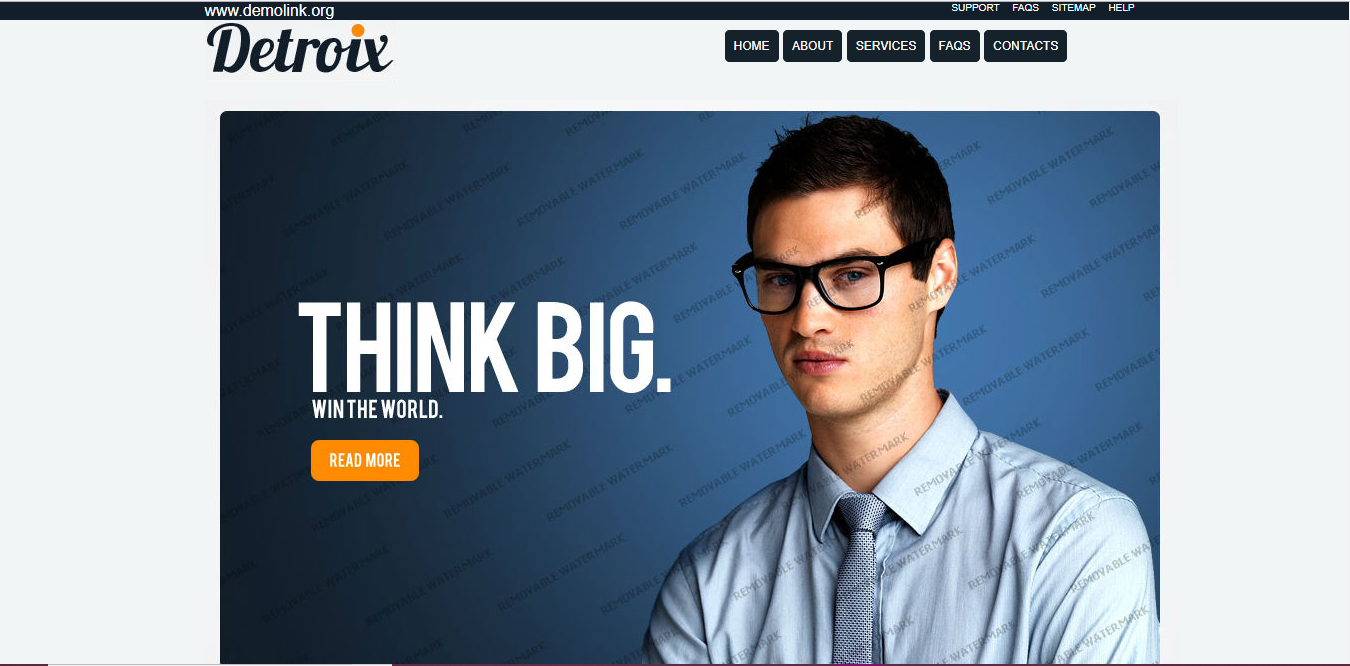 www.demolink.org
SUPPORT FAQS SITEMAP HELP
Detroix
HOME ABOUT SERVICES FAQS CONTACTS
THINK BIG.
WIN THE WORLD.
READ MORE
REMOVABLE WATERMARK